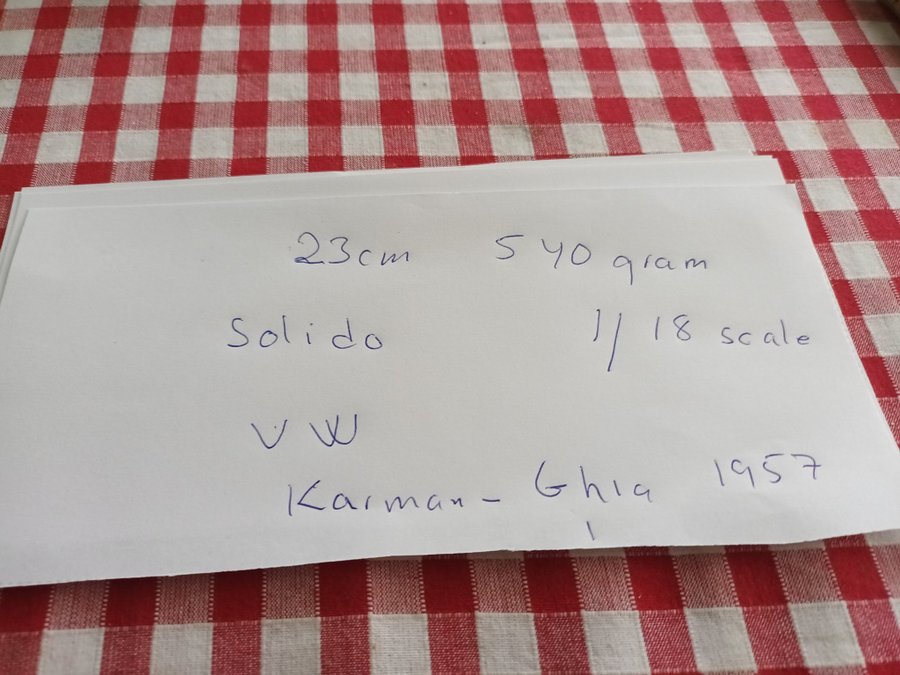 23cm 540 gram
Solido 1/18 scale
VW
Karman-Ghia 1957